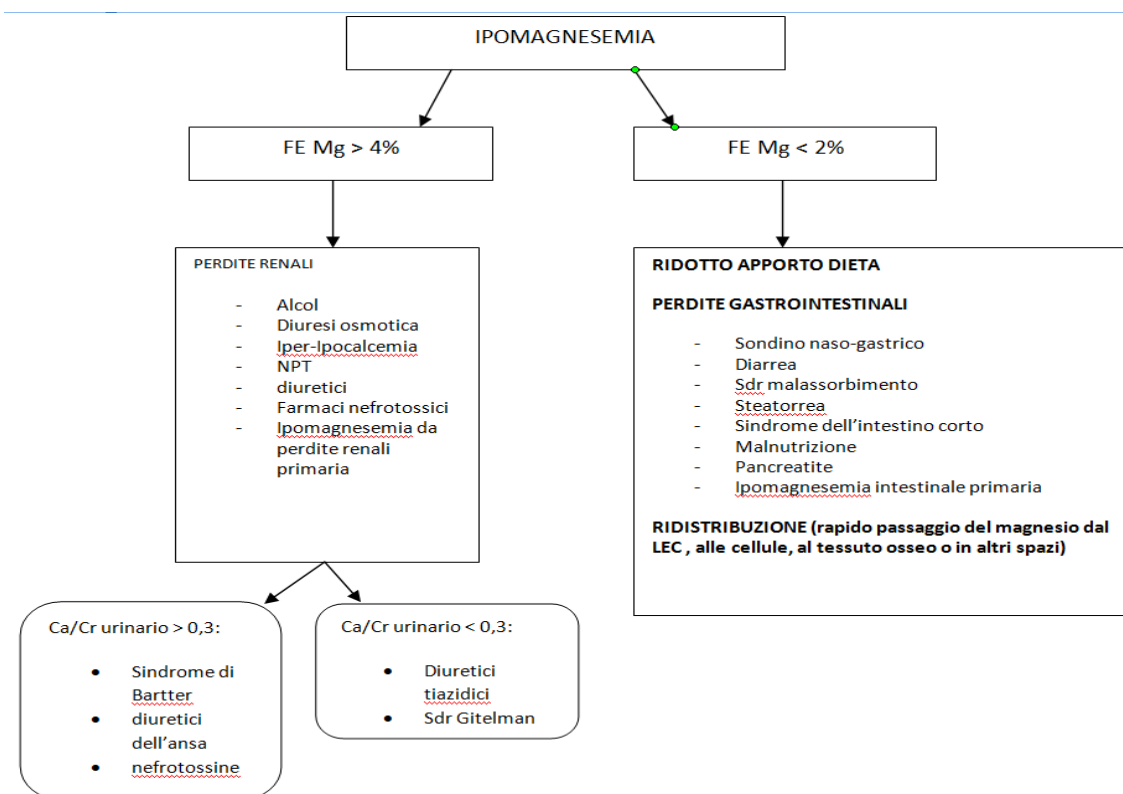 IPOMAGNESEMIA
FE Mg > 4%
FE Mg < 2%
PERDITE RENALI
- Alcol
- Diuresi osmotica
- Iper-Ipocalcemia
- NPT
- diuretici
- Farmaci nefrotossici
- Ipomagnesemia da
perdite renali
primaria
RIDOTTO APPORTO DIETA
PERDITE GASTROINTESTINALI
- Sondino naso-gastrico
- Diarrea
- Sdr malassorbimento
- Steatorrea
- Sindrome dell'intestino corto
- Malnutrizione
- Pancreatite
- Ipomagnesemia intestinale primaria
RIDISTRIBUZIONE (rapido passaggio del magnesio dal
LEC , alle cellule, al tessuto osseo o in altri spazi)
Ca/Cr urinario > 0,3:
• Sindrome di
Bartter
• diuretici
dell'ansa
• nefrotossine
Ca/Cr urinario < 0,3:
• Diuretici
tiazidici
• Sdr Gitelman